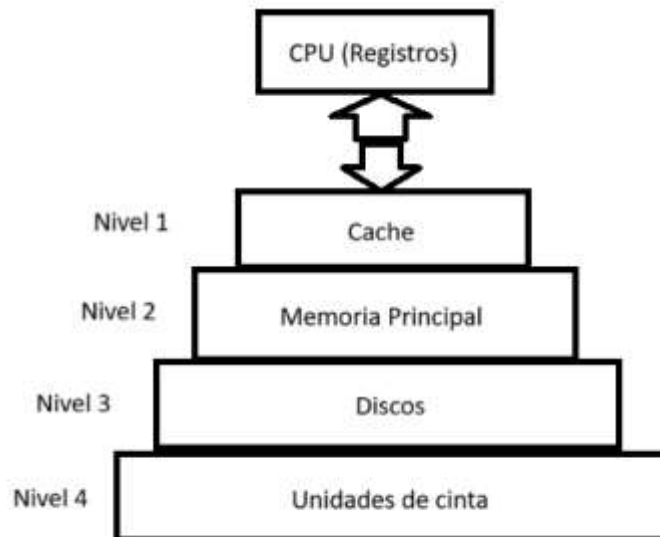 CPU (Registros)
Nivel 1
Cache
Nivel 2
Memoria Principal
Nivel 3
Discos
Nivel 4
Unidades de cinta